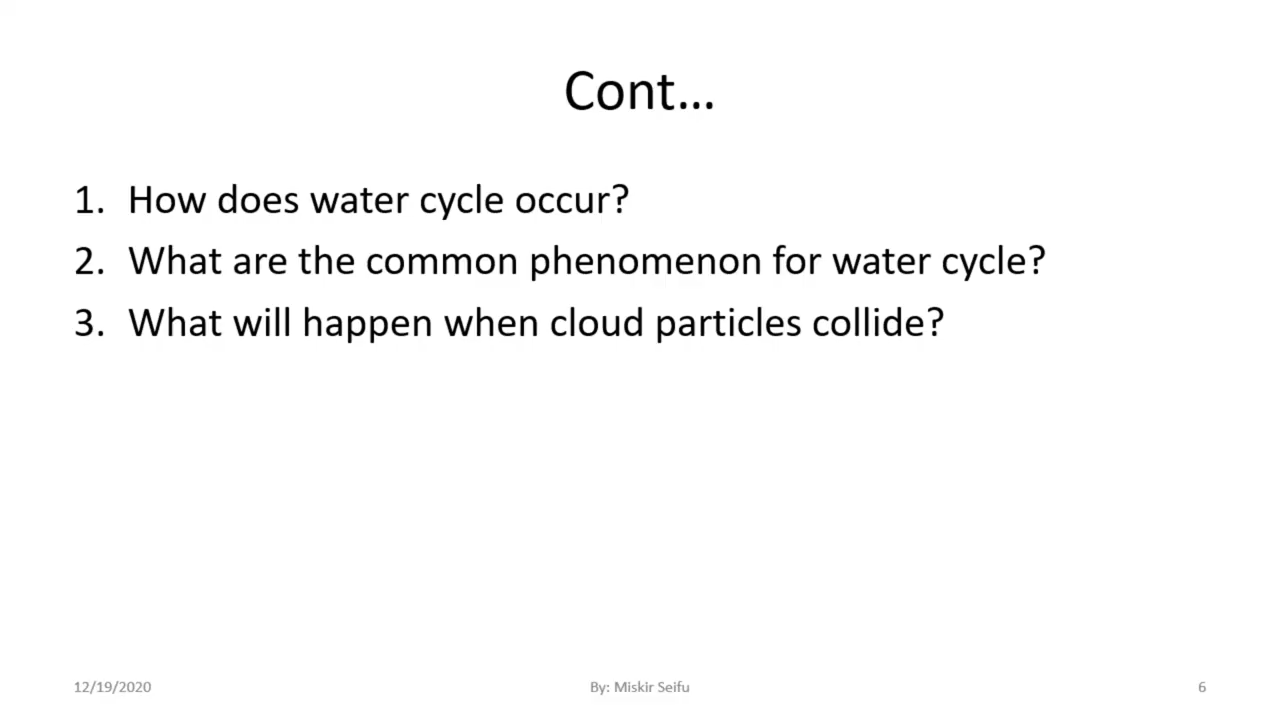 Cont…
1. How does water cycle occur?
2. What are the common phenomenon for water cycle?
3. What will happen when cloud particles collide?
12/19/2020
By: Miskir Seifu
6